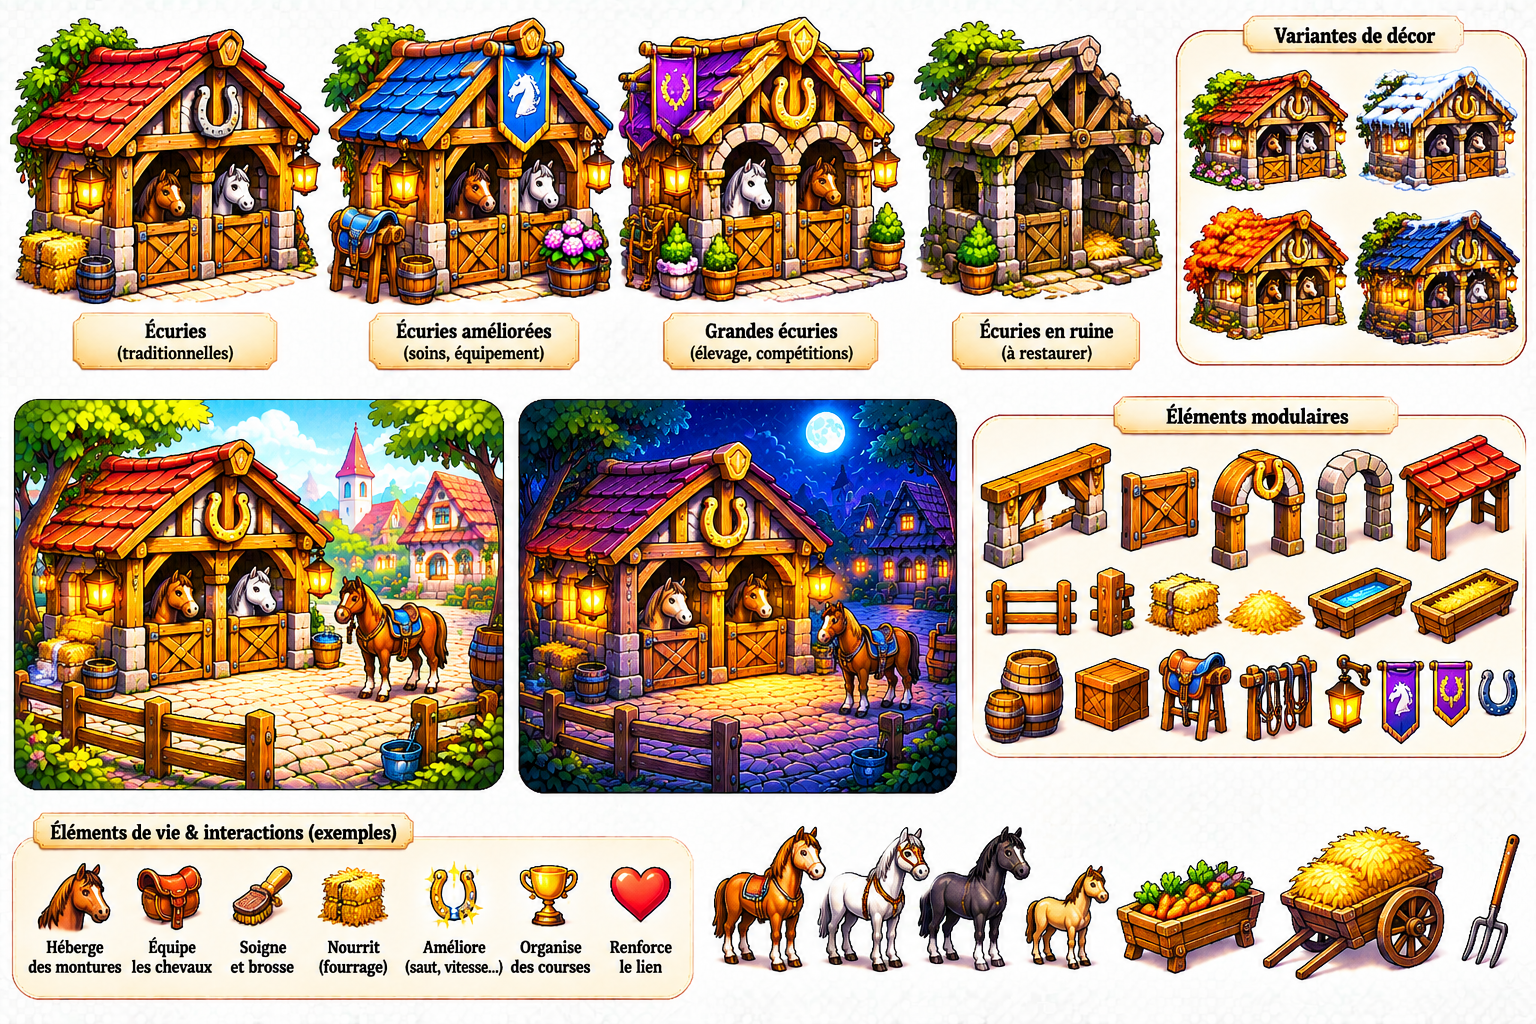 Variantes de décor
Écuries
(traditionnelles)
Écuries améliorées
(soins, équipement)
Grandes écuries
(élevage, compétitions)
Écuries en ruine
(à restaurer)
Éléments modulaires
Éléments de vie & interactions (exemples)
Héberge
des montures
Équipe
les chevaux
Soigne
et brosse
Nourrit
(fourrage)
Améliore
(saut, vitesse...)
Organise
des courses
Renforce
le lien